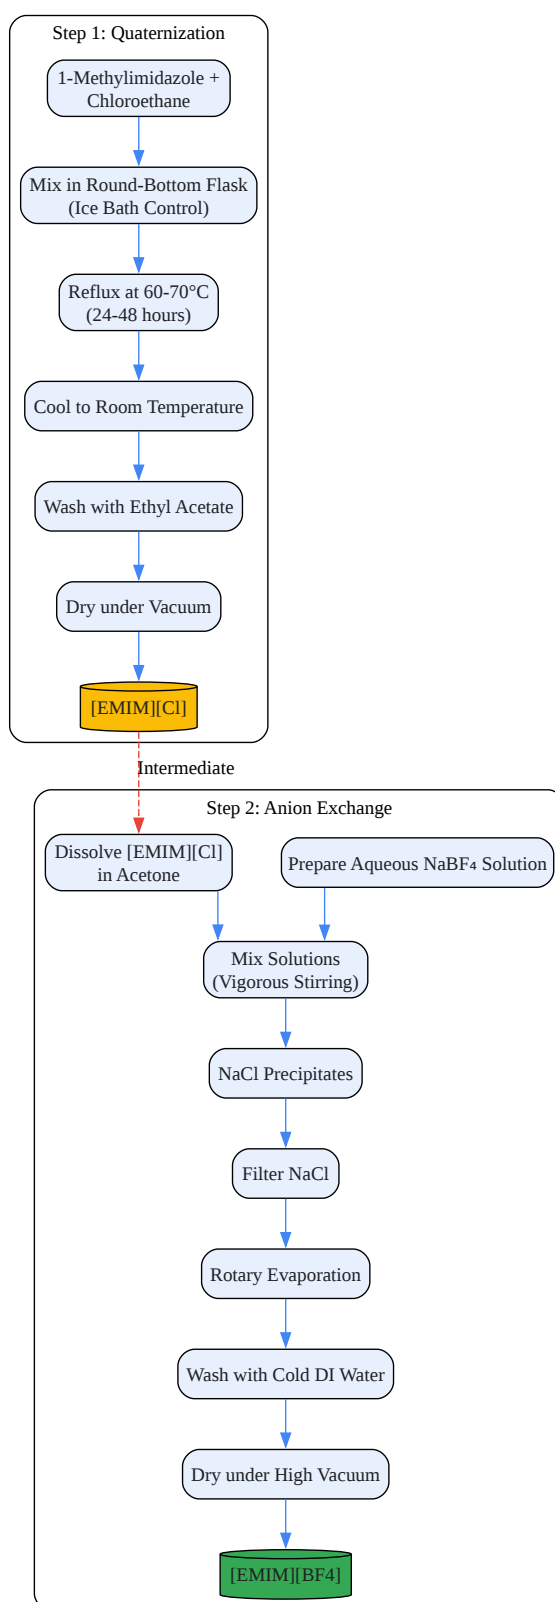 Step 1: Quaternization
1-Methylimidazole +
Chloroethane
Mix in Round-Bottom Flask
(Ice Bath Control)
Reflux at 60-70°C
(24-48 hours)
Cool to Room Temperature
Wash with Ethyl Acetate
Dry under Vacuum
[EMIM][Cl]
Intermediate
Step 2: Anion Exchange
Dissolve [EMIM][Cl]
in Acetone
Prepare Aqueous NaBF₄ Solution
Mix Solutions
(Vigorous Stirring)
NaCl Precipitates
Filter NaCl
Rotary Evaporation
Wash with Cold DI Water
Dry under High Vacuum
[EMIM][BF4]